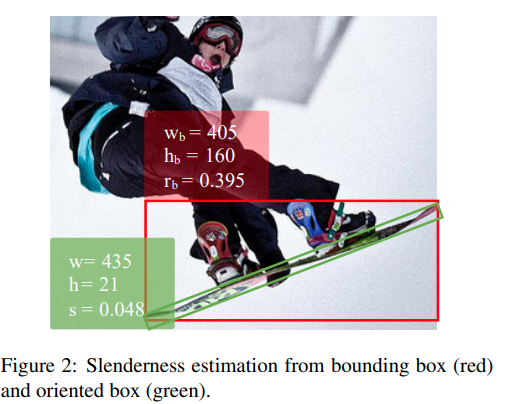 w_b = 405
h_b = 160
r_b = 0.395
w= 435
h= 21
s = 0.048
Figure 2: Slenderness estimation from bounding box (red)
and oriented box (green).